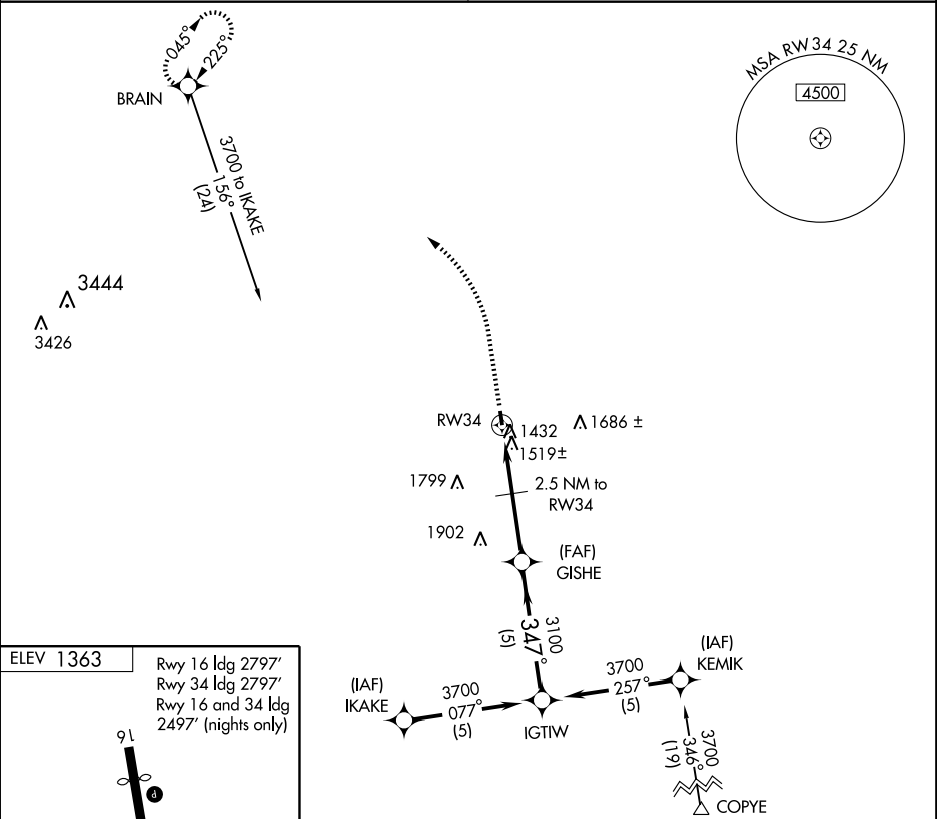 045°
225°
BRAIN
3700 to IKAKE
156°
(24)
MSA RW34 25 NM
4500
3444
3426
RW34
1432
1686 ±
1519±
1799
2.5 NM to
RW34
1902
(FAF)
GISHE
3100
347°
(5)
(IAF)
KEMIK
3700
257°
(5)
(IAF)
IKAKE
3700
077°
(5)
IGTIW
3700
346°
(19)
COPYE
ELEV 1363
Rwy 16 ldg 2797'
Rwy 34 ldg 2797'
Rwy 16 and 34 ldg
2497' (nights only)
16
P